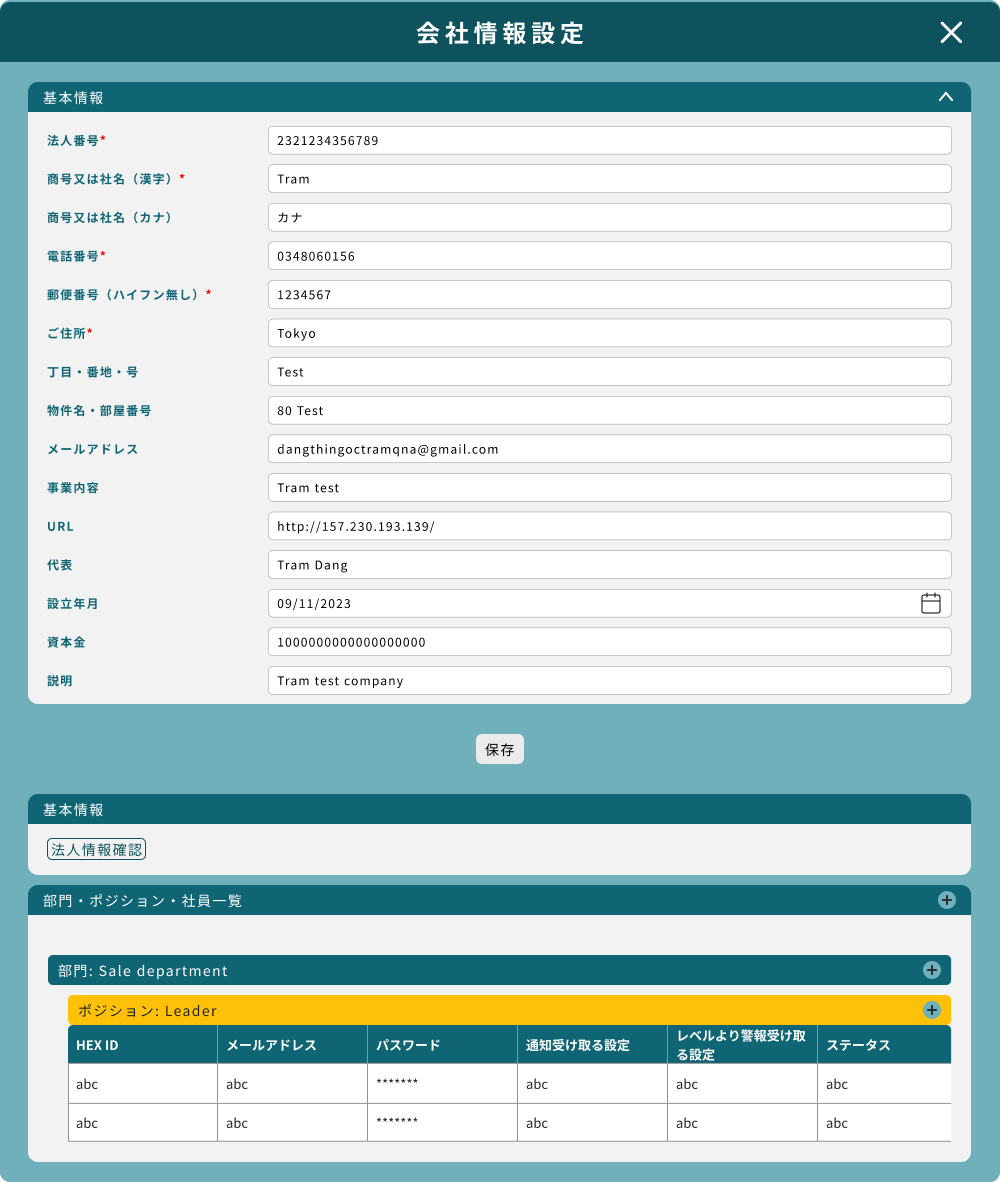 会社情報設定
基本情報
法人番号* 2321234356789
商号又は社名（漢字）* Tram
商号又は社名（カナ） カナ
電話番号* 0348060156
郵便番号（ハイフン無し）* 1234567
ご住所* Tokyo
丁目・番地・号 Test
物件名・部屋番号 80 Test
メールアドレス dangthingoctramqna@gmail.com
事業内容 Tram test
URL http://157.230.193.139/
代表 Tram Dang
設立年月 09/11/2023
資本金 1000000000000000000
説明 Tram test company
保存
基本情報
法人情報確認
部門・ポジション・社員一覧
部門: Sale department
ポジション: Leader
HEX ID メールアドレス パスワード 通知受け取る設定 レベルより警報受け取る設定 ステータス
abc abc ******* abc abc abc
abc abc ******* abc abc abc